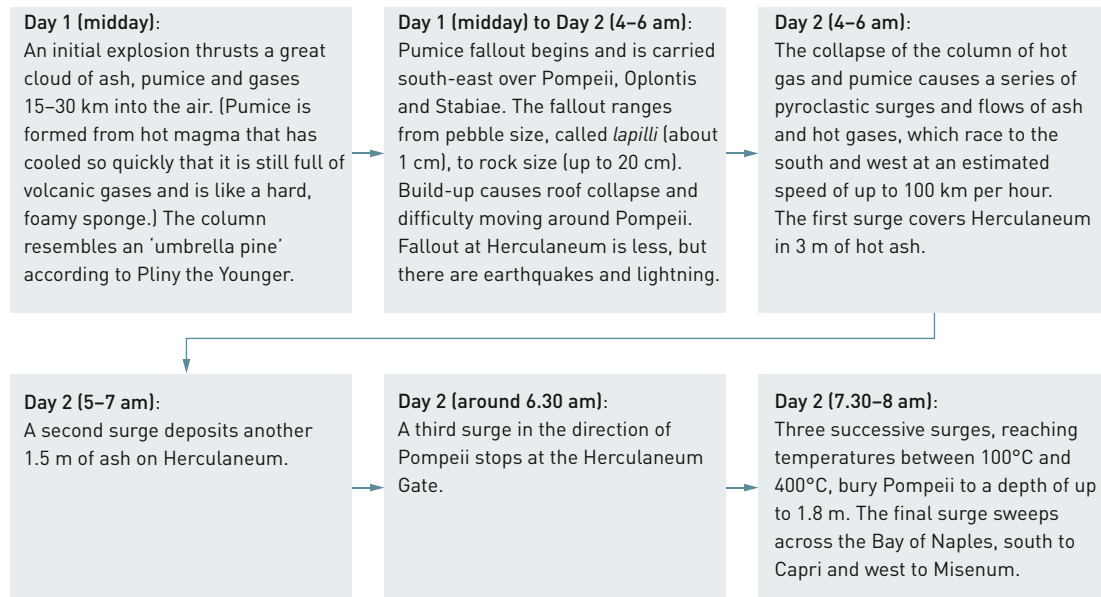 Day 1 (midday):
An initial explosion thrusts a great
cloud of ash, pumice and gases
15–30 km into the air. (Pumice is
formed from hot magma that has
cooled so quickly that it is still full of
volcanic gases and is like a hard,
foamy sponge.) The column
resembles an ‘umbrella pine’
according to Pliny the Younger.
Day 1 (midday) to Day 2 (4–6 am):
Pumice fallout begins and is carried
south-east over Pompeii, Oplontis
and Stabiae. The fallout ranges
from pebble size, called lapilli (about
1 cm), to rock size (up to 20 cm).
Build-up causes roof collapse and
difficulty moving around Pompeii.
Fallout at Herculaneum is less, but
there are earthquakes and lightning.
Day 2 (4–6 am):
The collapse of the column of hot
gas and pumice causes a series of
pyroclastic surges and flows of ash
and hot gases, which race to the
south and west at an estimated
speed of up to 100 km per hour.
The first surge covers Herculaneum
in 3 m of hot ash.
Day 2 (5–7 am):
A second surge deposits another
1.5 m of ash on Herculaneum.
Day 2 (around 6.30 am):
A third surge in the direction of
Pompeii stops at the Herculaneum
Gate.
Day 2 (7.30–8 am):
Three successive surges, reaching
temperatures between 100°C and
400°C, bury Pompeii to a depth of up
to 1.8 m. The final surge sweeps
across the Bay of Naples, south to
Capri and west to Misenum.